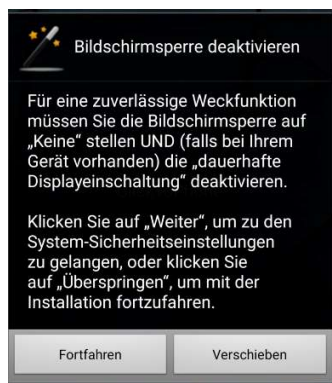 Bildschirmsperre deaktivieren
Für eine zuverlässige Weckfunktion
müssen Sie die Bildschirmsperre auf
„Keine“ stellen UND (falls bei Ihrem
Gerät vorhanden) die „dauerhafte
Displayeinschaltung“ deaktivieren.
Klicken Sie auf „Weiter“, um zu den
System-Sicherheitseinstellungen
zu gelangen, oder klicken Sie
auf „Überspringen“, um mit der
Installation fortzufahren.
Fortfahren
Verschieben